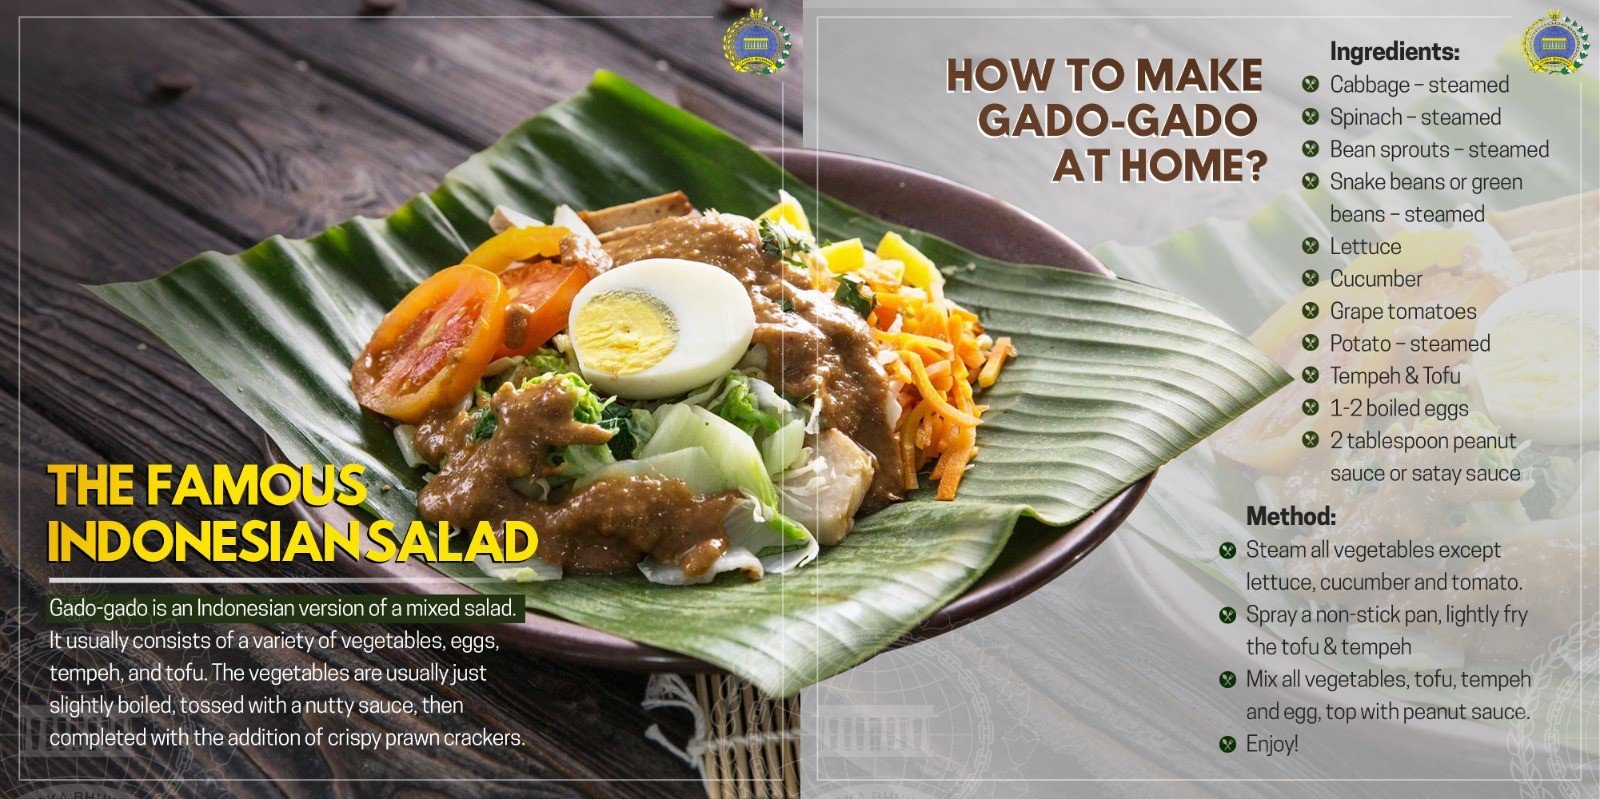 THE FAMOUS
INDONESIAN SALAD
Gado-gado is an Indonesian version of a mixed salad.
It usually consists of a variety of vegetables, eggs,
tempeh, and tofu. The vegetables are usually just
slightly boiled, tossed with a nutty sauce, then
completed with the addition of crispy prawn crackers.
HOW TO MAKE
GADO-GADO
AT HOME?
Ingredients:
Cabbage – steamed
Spinach – steamed
Bean sprouts – steamed
Snake beans or green
beans – steamed
Lettuce
Cucumber
Grape tomatoes
Potato – steamed
Tempeh & Tofu
1-2 boiled eggs
2 tablespoon peanut
sauce or satay sauce
Method:
Steam all vegetables except
lettuce, cucumber and tomato.
Spray a non-stick pan, lightly fry
the tofu & tempeh
Mix all vegetables, tofu, tempeh
and egg, top with peanut sauce.
Enjoy!